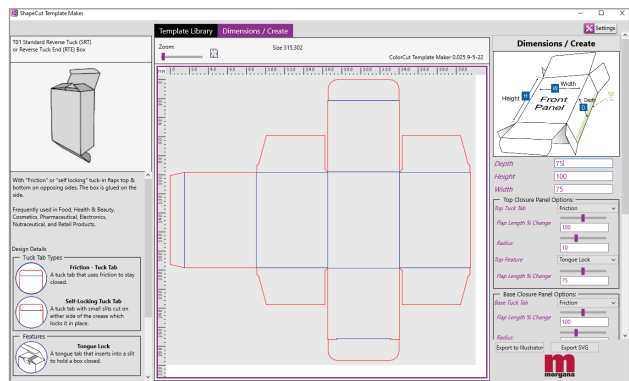 ShapeCut Template Maker
Template Library
Dimensions / Create
Settings
T01 Standard Reverse Tuck (SRT)
or Reverse Tuck End (RTE) Box
With "Friction" or "self locking" tuck-in flaps top &
bottom on opposing sides. The box is glued on the
side.
Frequently used in Food, Health & Beauty,
Cosmetics, Pharmaceutical, Electronics,
Nutraceutical, and Retail Products.
Design Details
Tuck Tab Types
Friction - Tuck Tab
A tuck tab that uses friction to stay
closed.
Self-Locking Tuck Tab
A tuck tab with small slits cut on
either side of the crease which
locks it in place.
Features
Tongue Lock
A tongue tab that inserts into a slit
to hold a box closed.
Zoom:
Size 315,302
ColorCut Template Maker 0.025 9-5-22
Dimensions / Create
Width
W
Height
H
Front
Panel
Depth
D
Depth
75
Height
100
Width
75
Top Closure Panel Options:
Top Tuck Tab
Friction
Flap Length % Change
100
Radius
10
Top Feature
Tongue Lock
Flap Length % Change
75
Base Closure Panel Options:
Base Tuck Tab
Friction
Flap Length % Change
100
Radius
Export to Illustrator
Export SVG
morgana